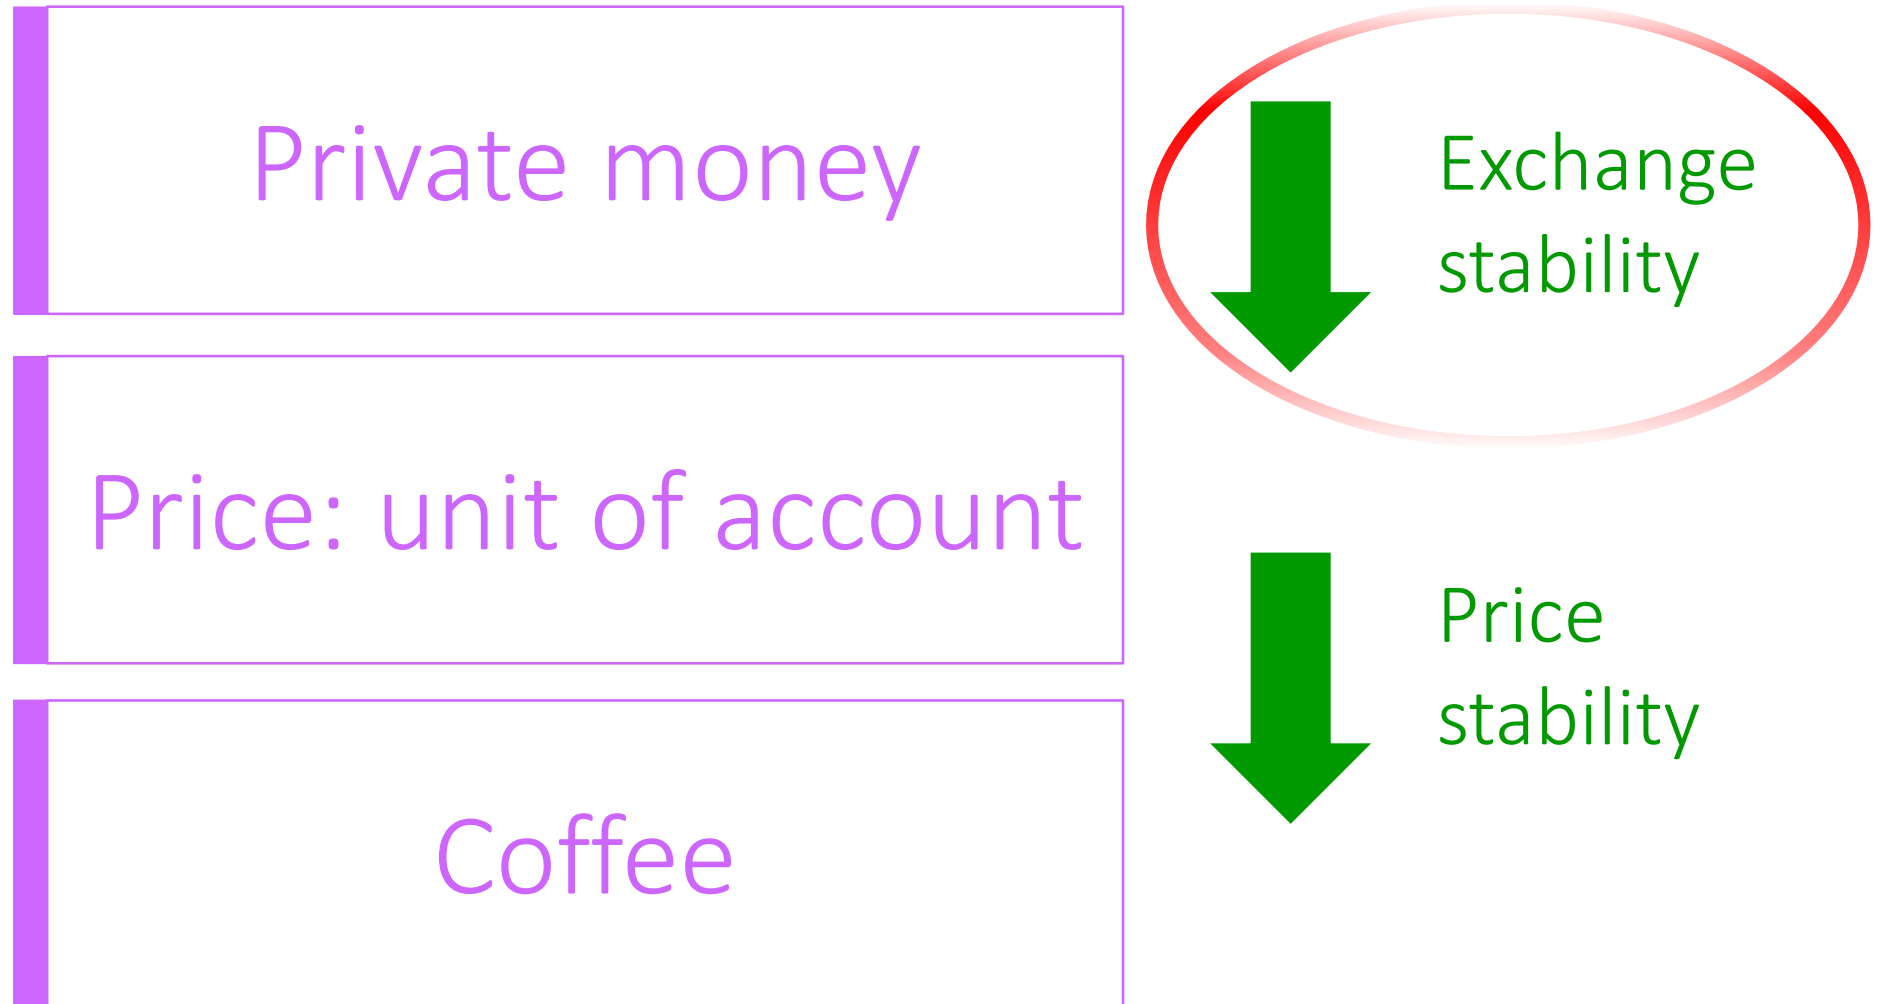 Private money
Exchange
stability
Price: unit of account
Price
stability
Coffee